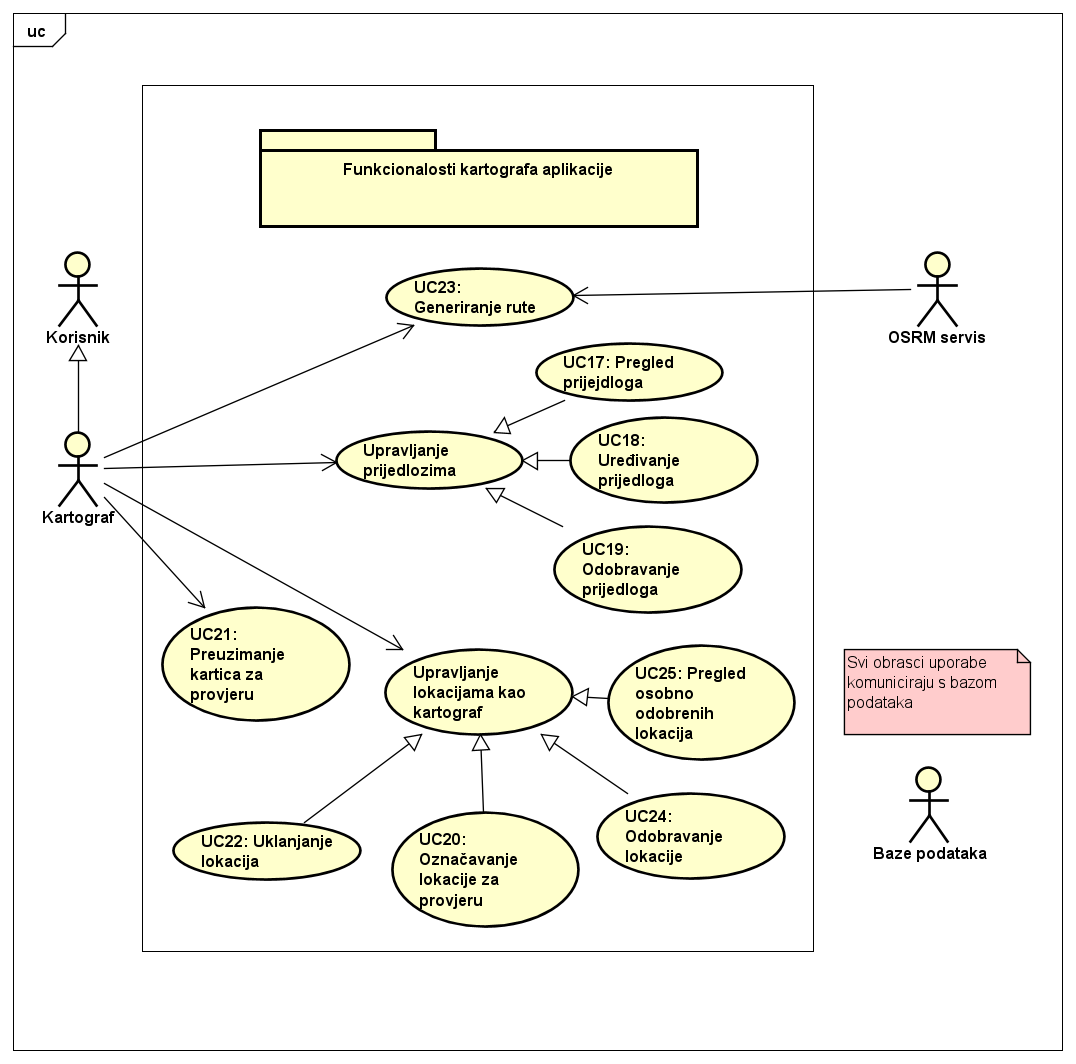 uc
Funkcionalosti kartografa aplikacije
Korisnik
UC23:
Generiranje rute
OSRM servis
UC17: Pregled
prijejdloga
Upravljanje
prijedlozima
UC18:
Uređivanje
prijedloga
Kartograf
UC19:
Odobravanje
prijedloga
UC21:
Preuzimanje
kartica za
provjeru
Upravljanje
lokacijama kao
kartograf
UC25: Pregled
osobno
odobrenih
lokacija
Svi obrasci uporabe
komuniciraju s bazom
podataka
UC22: Uklanjanje
lokacija
UC20:
Označavanje
lokacije za
provjeru
UC24:
Odobravanje
lokacije
Baze podataka